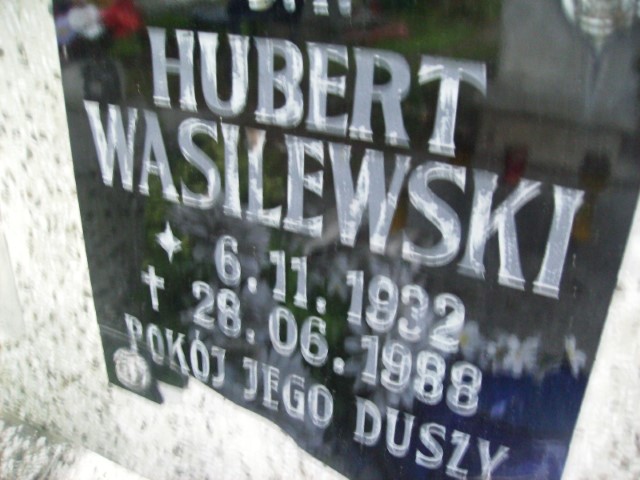 HUBERT
WASILEWSKI
6.11.1932
28.06.1988
POKÓJ JEGO DUSZY